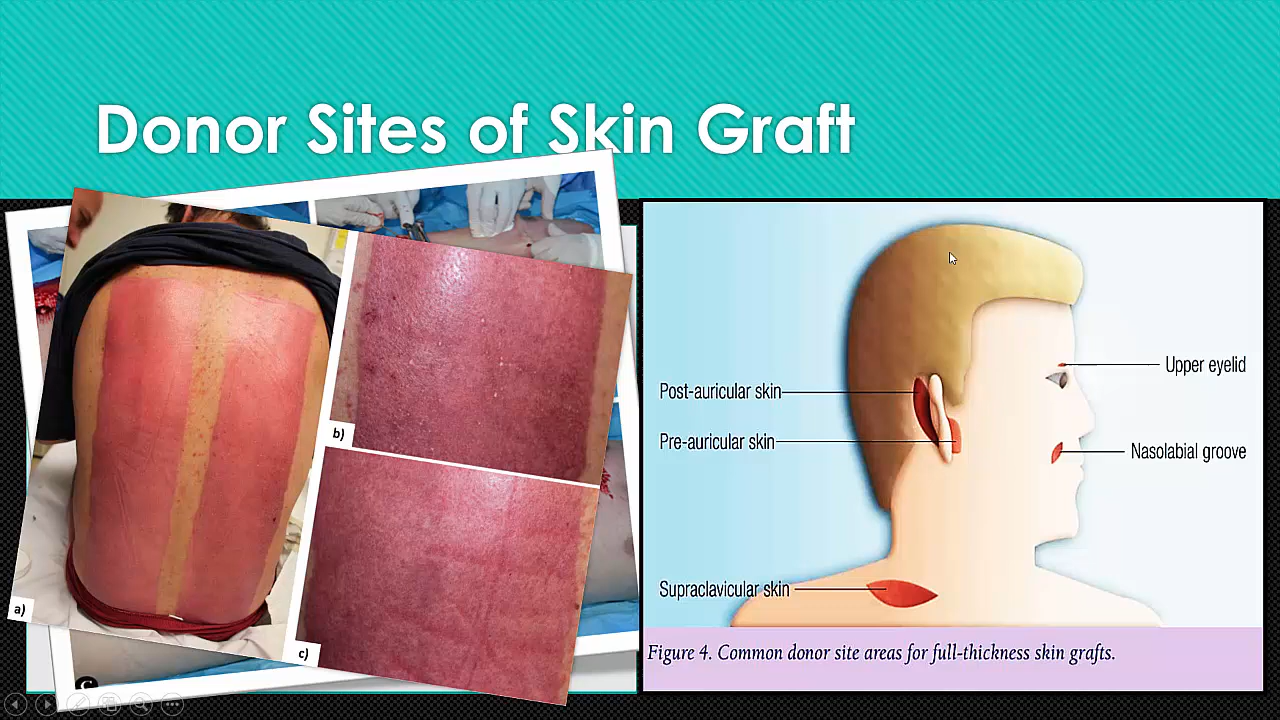 Donor Sites of Skin Graft
a)
b)
c)
Upper eyelid
Post-auricular skin
Pre-auricular skin
Nasolabial groove
Supraclavicular skin
Figure 4. Common donor site areas for full-thickness skin grafts.